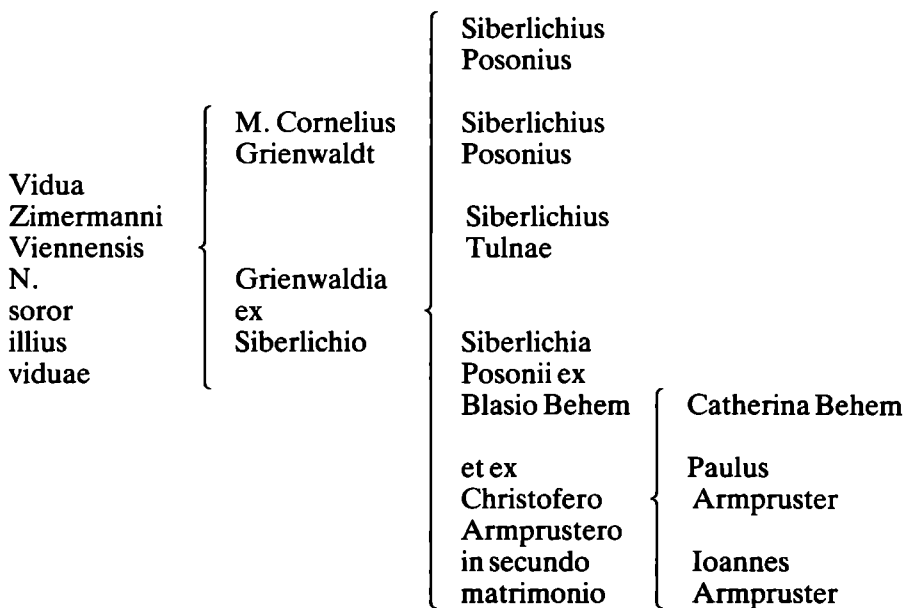 Vidua
Zimermanni
Viennensis
N.
soror
illius
viduae
M. Cornelius
Grienwaldt
Grienwaldia
ex
Siberlichio
Siberlichius
Posonius
Siberlichius
Posonius
Siberlichius
Tulnae
Siberlichia
Posonii ex
Blasio Behem
et ex
Christofero
Armprustero
in secundo
matrimonio
Catherina Behem
Paulus
Armpruster
Ioannes
Armpruster